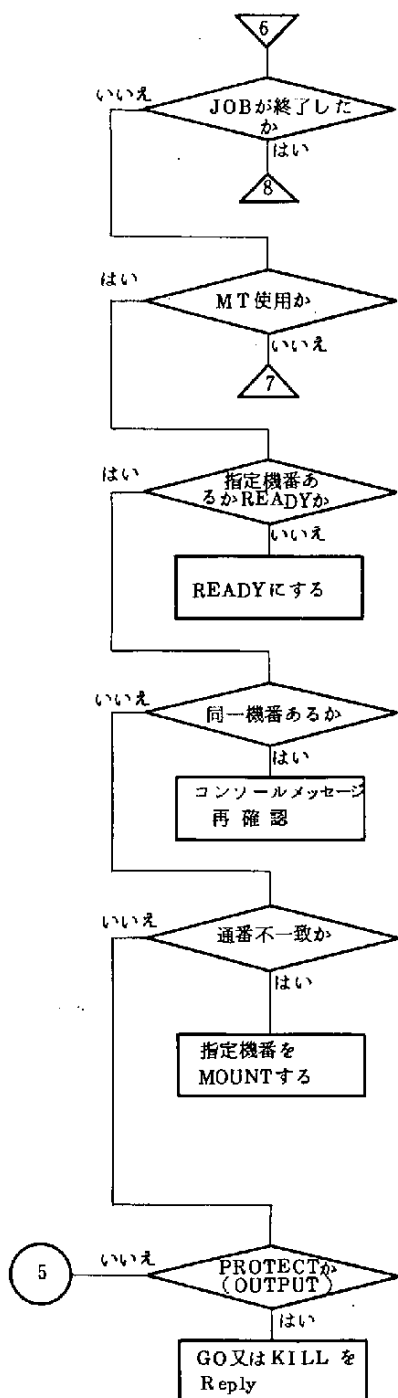 6
いいえ
JOBが終了した
か
はい
8
はい
MT使用か
いいえ
7
はい
指定機番あ
るかREADYか
いいえ
READYにする
いいえ
同一機番あるか
はい
コンソールメッセージ
再確認
いいえ
通番不一致か
はい
指定機番を
MOUNTする
5
いいえ
PROTECTか
(OUTPUT)
はい
GO又はKILLを
Reply